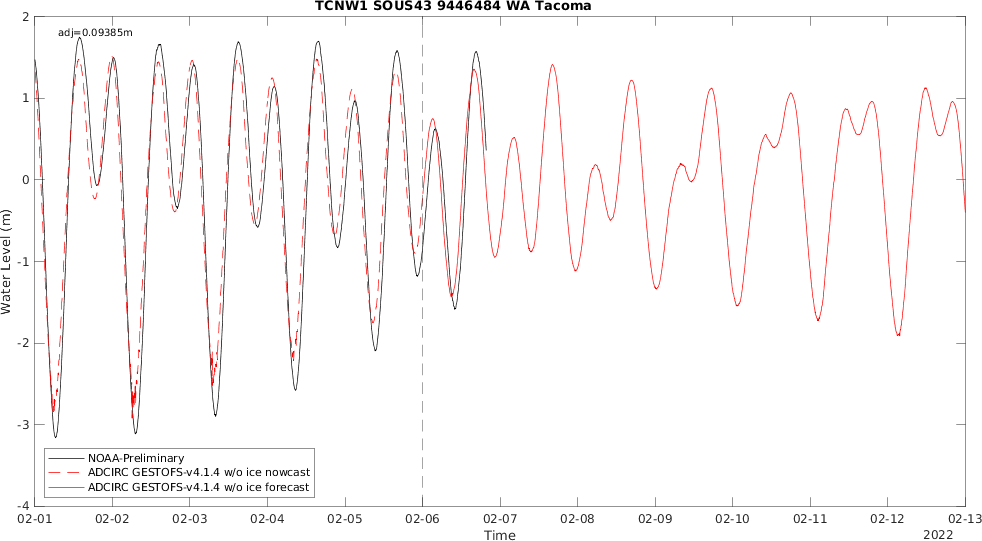 TCNW1 SOUS43 9446484 WA Tacoma
adj=0.09385m
2
1
0
-1
-2
-3
-4
Water Level (m)
NOAA-Preliminary
ADCIRC GESTOFS-v4.1.4 w/o ice nowcast
ADCIRC GESTOFS-v4.1.4 w/o ice forecast
02-01 02-02 02-03 02-04 02-05 02-06 02-07 02-08 02-09 02-10 02-11 02-12 02-13
Time
2022